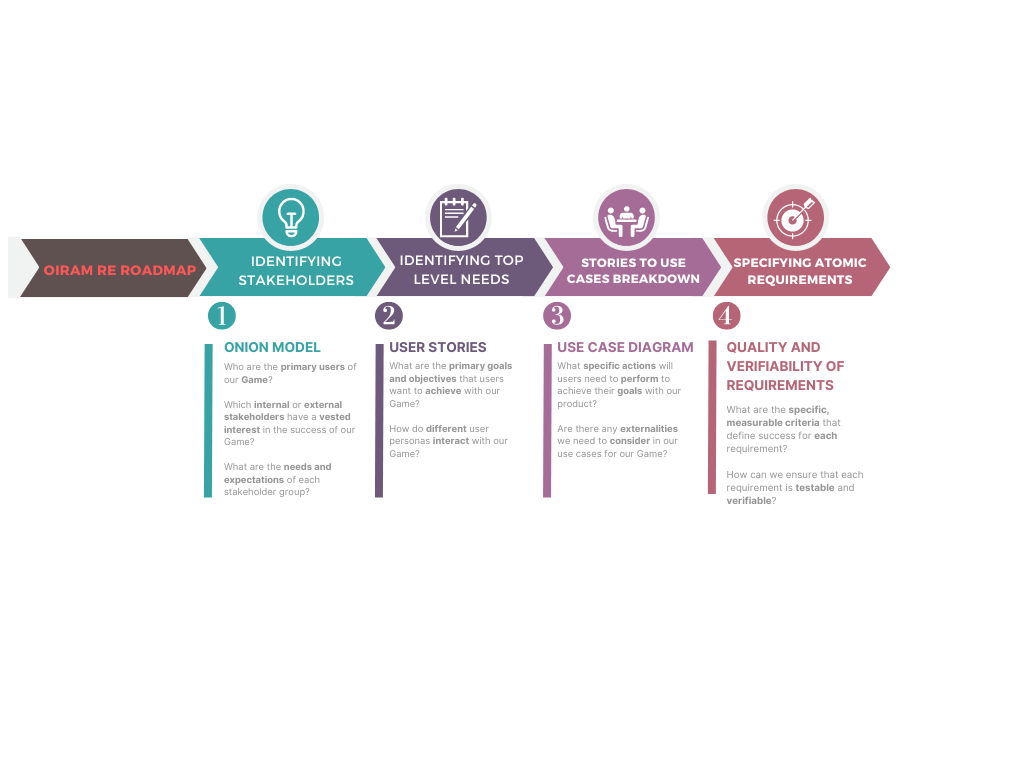 OIRAM RE ROADMAP
IDENTIFYING
STAKEHOLDERS
IDENTIFYING TOP
LEVEL NEEDS
STORIES TO USE
CASES BREAKDOWN
SPECIFYING ATOMIC
REQUIREMENTS
1
ONION MODEL
Who are the primary users of
our Game?
Which internal or external
stakeholders have a vested
interest in the success of our
Game?
What are the needs and
expectations of each
stakeholder group?
2
USER STORIES
What are the primary goals
and objectives that users
want to achieve with our
Game?
How do different user
personas interact with our
Game?
3
USE CASE DIAGRAM
What specific actions will
users need to perform to
achieve their goals with our
product?
Are there any externalities
we need to consider in our
use cases for our Game?
4
QUALITY AND
VERIFIABILITY OF
REQUIREMENTS
What are the specific,
measurable criteria that
define success for each
requirement?
How can we ensure that each
requirement is testable and
verifiable?